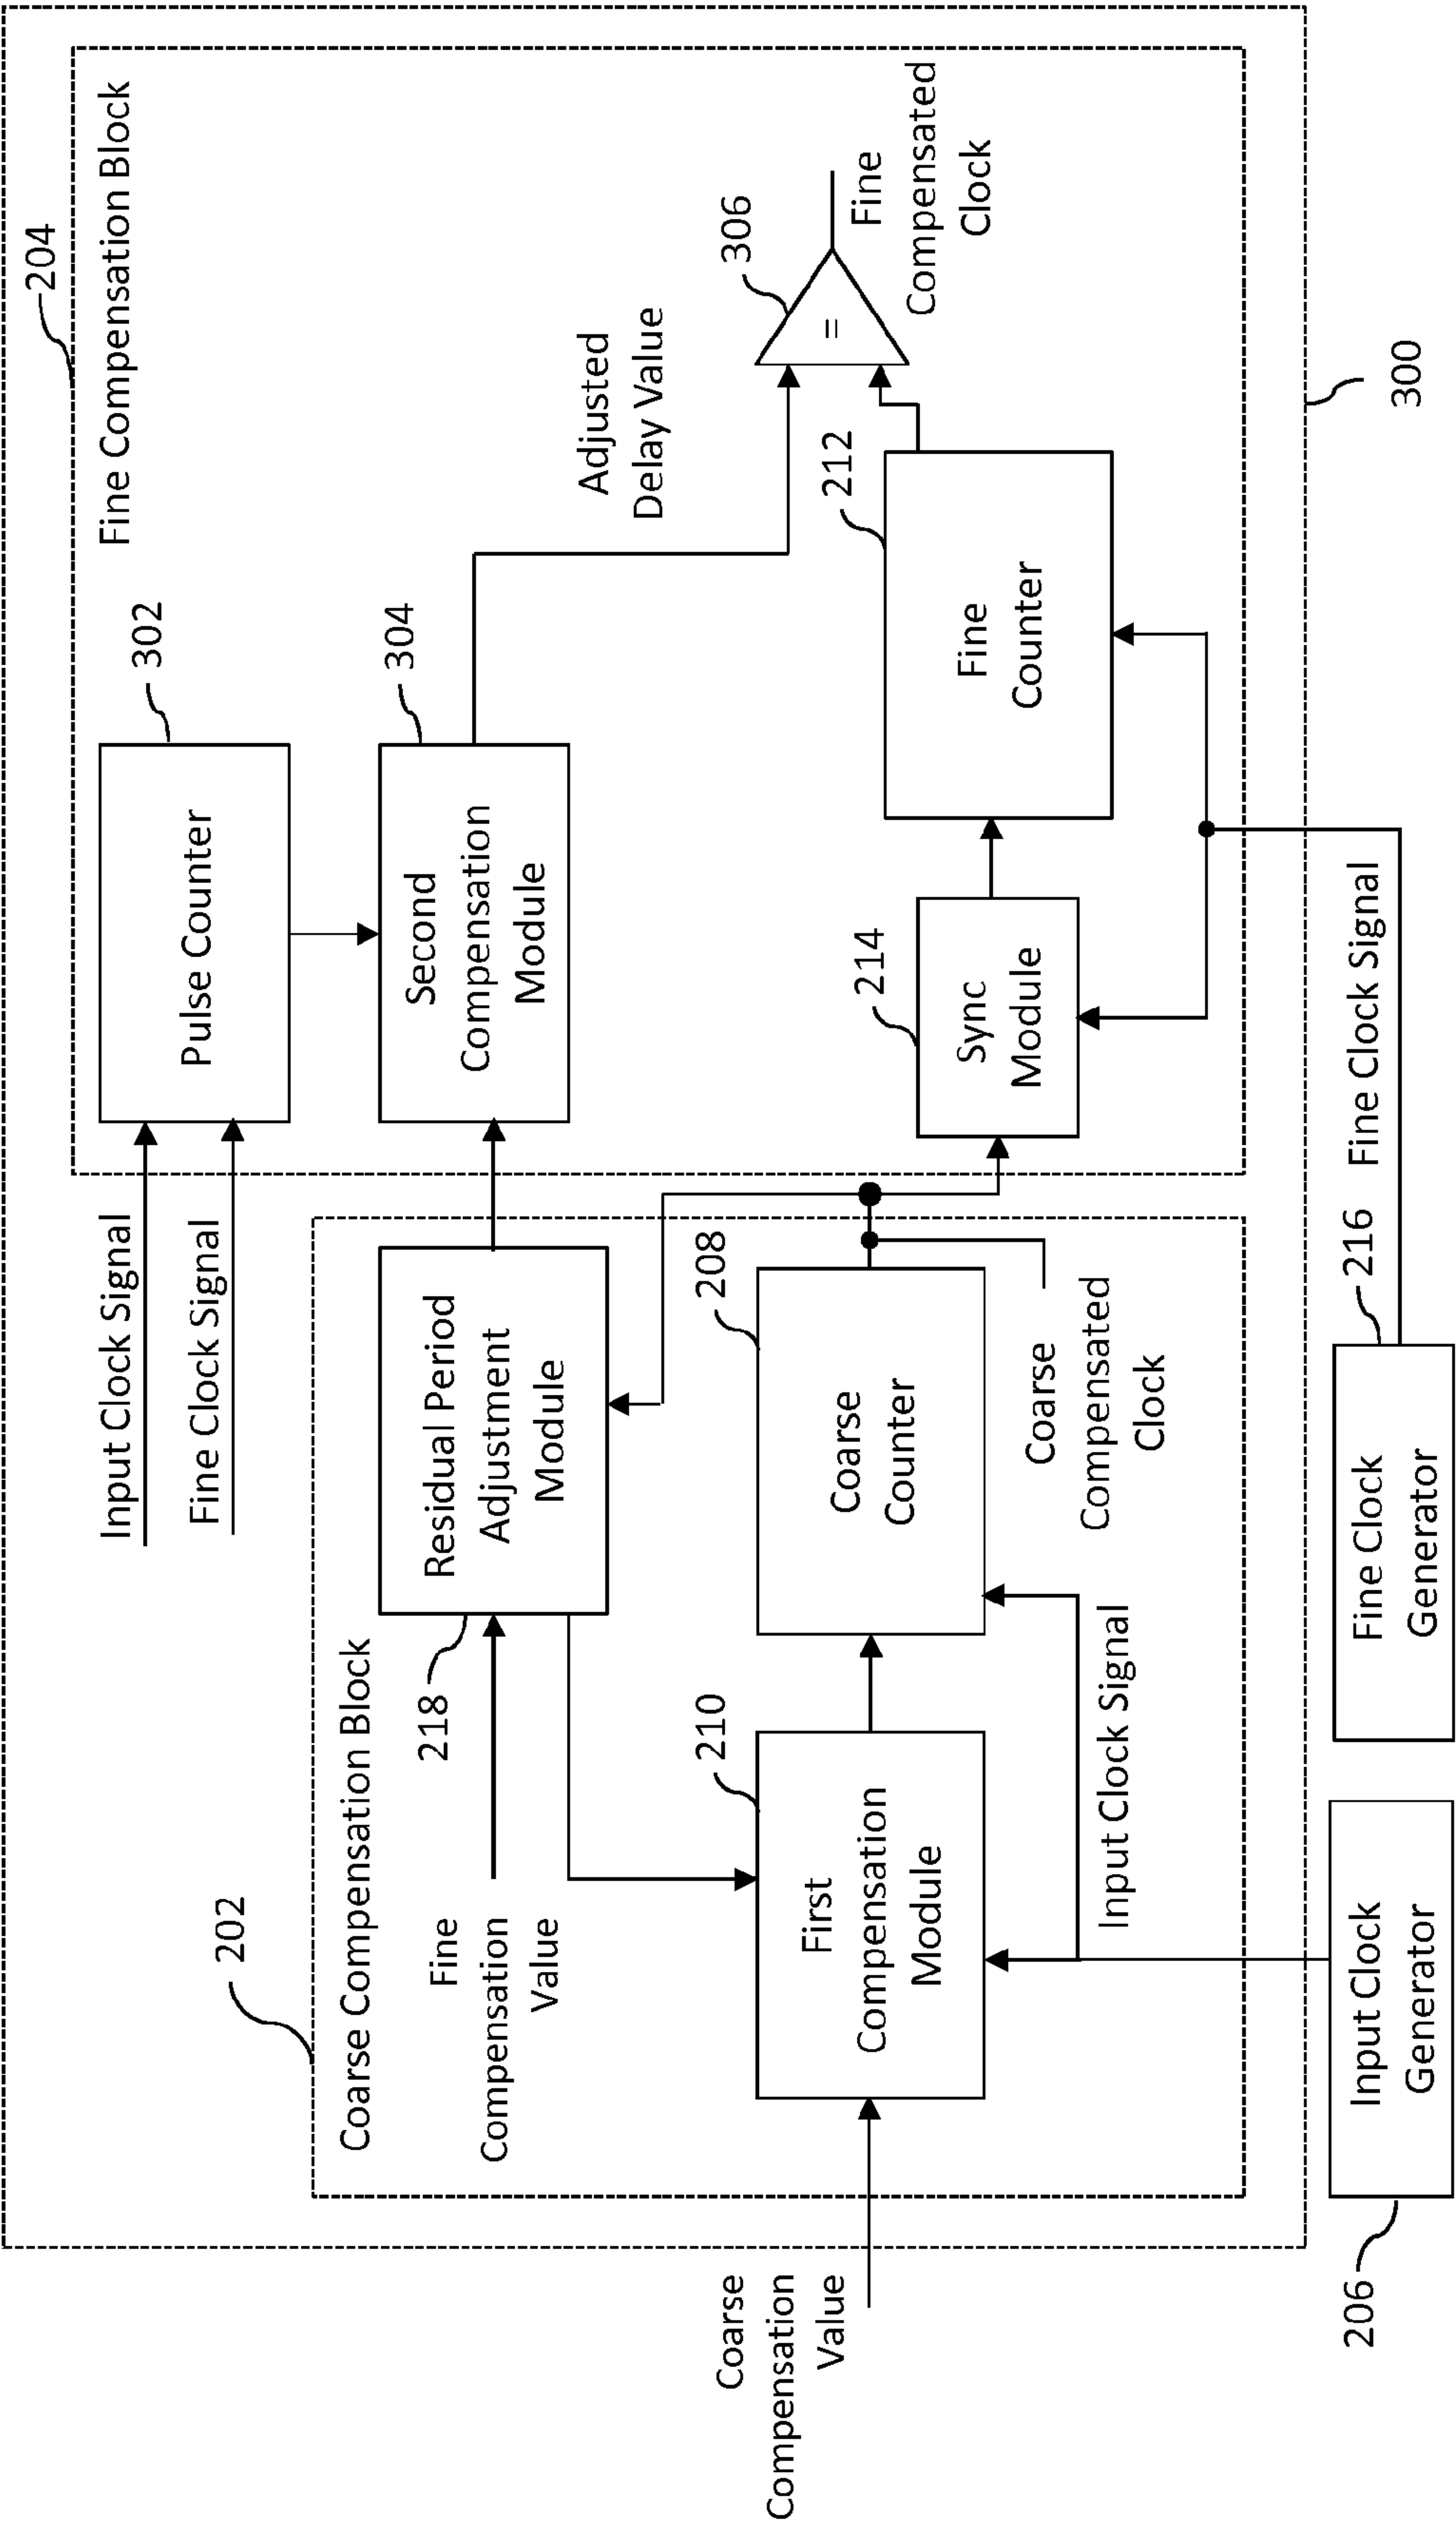 204
Fine Compensation Block
Input Clock Signal
Fine Clock Signal
Pulse Counter
302
Second
Compensation
Module
304
Adjusted
Delay Value
306
=
Fine
Compensated
Clock
202
Coarse Compensation Block
Fine
Compensation
Value
218
Residual Period
Adjustment
Module
Coarse
Compensation
Value
First
Compensation
Module
210
Coarse
Counter
208
Input Clock Signal
Coarse
Compensated
Clock
Sync
Module
214
Fine
Counter
212
300
Input Clock
Generator
206
Fine Clock
Generator
216
Fine Clock Signal